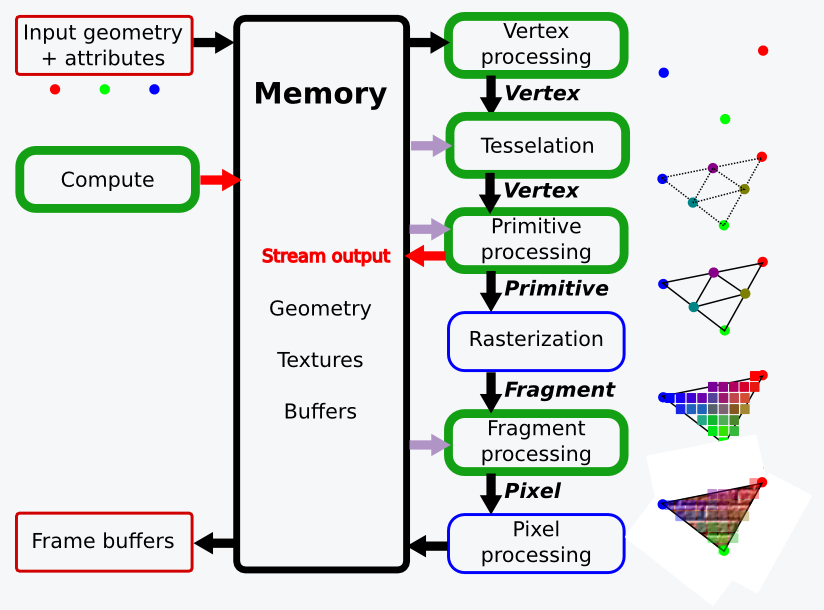 Input geometry
+ attributes
Compute
Frame buffers
Memory
Stream output
Geometry
Textures
Buffers
Vertex
processing
Vertex
Tesselation
Vertex
Primitive
processing
Primitive
Rasterization
Fragment
Fragment
processing
Pixel
Pixel
processing